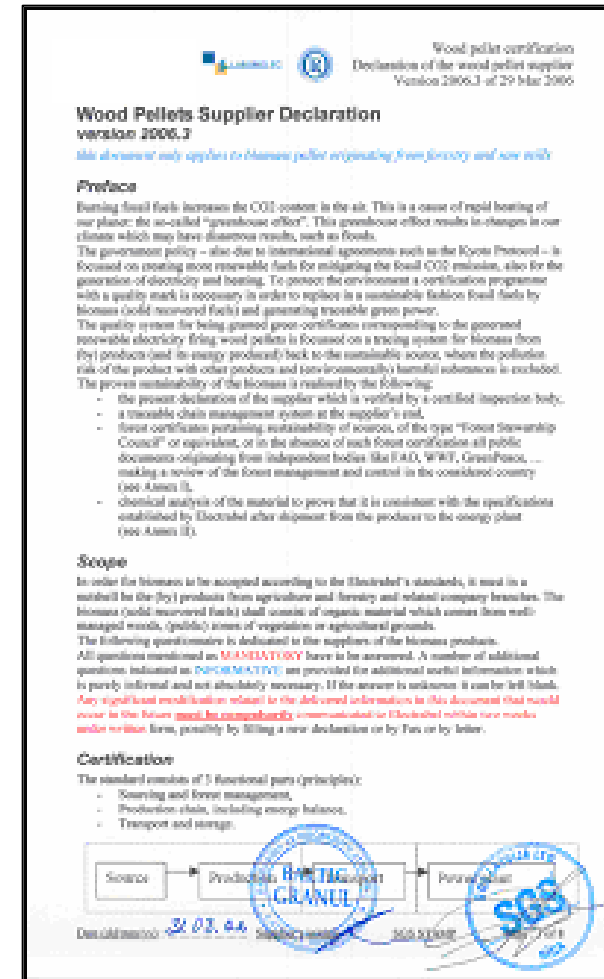 LABORELEC
Wood pellet certification
Declaration of the wood pellet supplier
Version 2006.3 of 29 Mar 2006
Wood Pellets Supplier Declaration
version 2006.3
this document only applies to biomass pellet originating from forestry and saw mills
Preface
Burning fossil fuels increases the CO2 content in the air. This is a cause of rapid heating of
our planet: the so-called "greenhouse effect". This greenhouse effect results in changes in our
climate which may have disastrous results, such as floods.
The government policy – also due to international agreements such as the Kyoto Protocol – is
focussed on creating more renewable fuels for mitigating the fossil CO2 emission, also for the
generation of electricity and heating. To protect the environment a certification programme
with a quality mark is necessary in order to replace in a sustainable fashion fossil fuels by
biomass (solid recovered fuels) and generating traceable green power.
The quality system for being granted green certificates corresponding to the generated
renewable electricity firing wood pellets is focussed on a tracing system for biomass from
(by) products (and its energy produced) back to the sustainable source, where the pollution
risk of the product with other products and (environmentally) harmful substances is excluded.
The proven sustainability of the biomass is realised by the following:
- the present declaration of the supplier which is verified by a certified inspection body,
- a traceable chain management system at the supplier's end,
- forest certificates pertaining sustainability of sources, of the type "Forest Stewardship
Council" or equivalent, or in the absence of such forest certification all public
documents originating from independent bodies like FAO, WWF, GreenPeace, …
making a review of the forest management and control in the considered country
(see Annex I),
- chemical analysis of the material to prove that it is consistent with the specifications
established by Electrabel after shipment from the producer to the energy plant
(see Annex II).
Scope
In order for biomass to be accepted according to the Electrabel's standards, it must in a
nutshell be the (by) products from agriculture and forestry and related company branches. The
biomass (solid recovered fuels) shall consist of organic material which comes from well-
managed woods, (public) zones of vegetation or agricultural grounds.
The following questionnaire is dedicated to the suppliers of the biomass products.
All questions mentioned as MANDATORY have to be answered. A number of additional
questions indicated as INFORMATIVE are provided for additional useful information which
is purely informal and not absolutely necessary. If the answer is unknown it can be left blank.
Any significant modification related to the delivered information in this document that would
occur in the future must be compulsorily communicated to Electrabel within two weeks
under written form, possibly by filling a new declaration or by Fax or by letter.
Certification
The standard consists of 3 functional parts (principles):
- Sourcing and forest management,
- Production chain, including energy balance,
- Transport and storage.
Source Production Transport Power plant
BALTIC
GRANUL
SGS
31.03.06